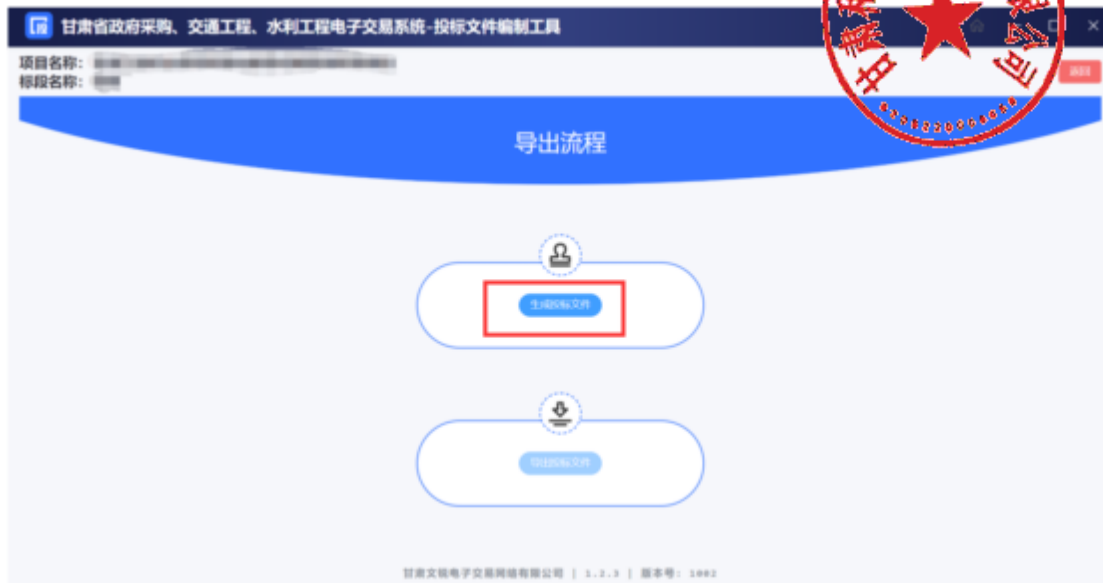 甘肃省政府采购、交通工程、水利工程电子交易系统-投标文件编制工具
项目名称：
标段名称：
返回
导出流程
生成投标文件
导出投标文件
甘肃文锐电子交易网络有限公司 | 1.2.3 | 版本号: 1002